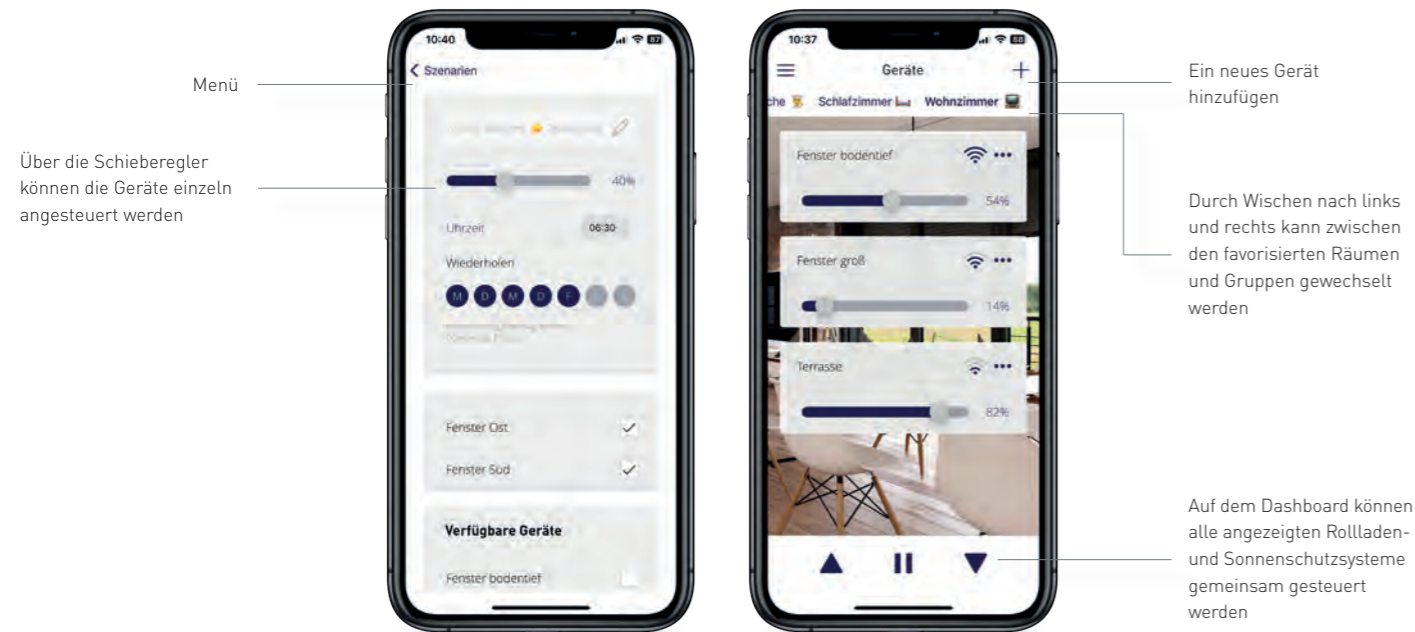 Menü
Über die Schieberegler
können die Geräte einzeln
angesteuert werden
10:40
87
Szenarien
40%
Uhrzeit
06:30
Wiederholen
M D M D F
Fenster Ost
Fenster Süd
Verfügbare Geräte
Fenster bodentief
10:37
88
Geräte
che Schlafzimmer Wohnzimmer
Fenster bodentief
54%
Fenster groß
14%
Terrasse
82%
Ein neues Gerät
hinzufügen
Durch Wischen nach links
und rechts kann zwischen
den favorisierten Räumen
und Gruppen gewechselt
werden
Auf dem Dashboard können
alle angezeigten Rollladen-
und Sonnenschutzsysteme
gemeinsam gesteuert
werden